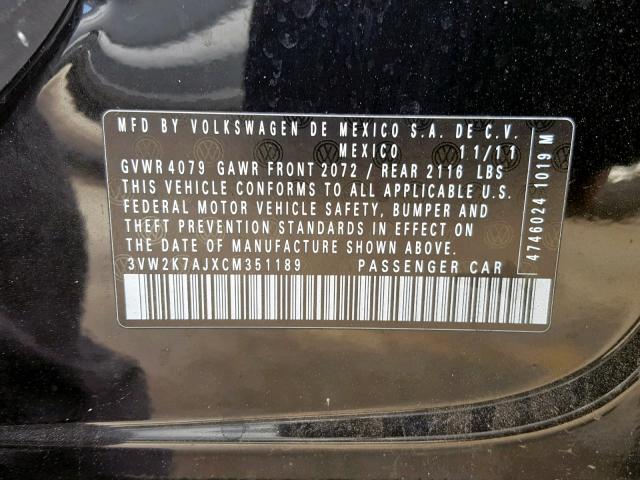 MFD BY VOLKSWAGEN DE MEXICO S.A. DE C.V.
MEXICO 11/11
GVWR 4079 GAWR FRONT 2072 / REAR 2116 LBS
THIS VEHICLE CONFORMS TO ALL APPLICABLE U.S.
FEDERAL MOTOR VEHICLE SAFETY, BUMPER AND
THEFT PREVENTION STANDARDS IN EFFECT ON
THE DATE OF MANUFACTURE SHOWN ABOVE.
3VW2K7AJXCM351189 PASSENGER CAR
4746024 1019 M